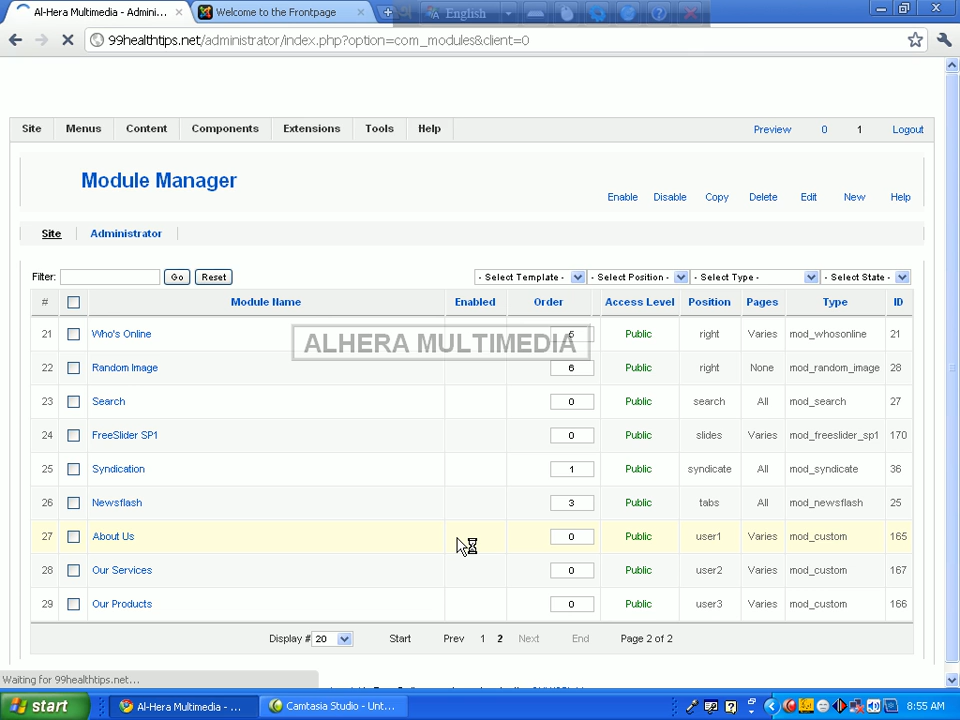 Al-Hera Multimedia - Admini... × Welcome to the Frontpage × English
99healthtips.net/administrator/index.php?option=com_modules&client=0
Site Menus Content Components Extensions Tools Help Preview 0 1 Logout
Module Manager
Enable Disable Copy Delete Edit New Help
Site Administrator
Filter: Go Reset - Select Template - - Select Position - - Select Type - - Select State -
# Module Name Enabled Order Access Level Position Pages Type ID
21 Who's Online 5 Public right Varies mod_whosonline 21
ALHERA MULTIMEDIA
22 Random Image 6 Public right None mod_random_image 28
23 Search 0 Public search All mod_search 27
24 FreeSlider SP1 0 Public slides Varies mod_freeslider_sp1 170
25 Syndication 1 Public syndicate All mod_syndicate 36
26 Newsflash 3 Public tabs All mod_newsflash 25
27 About Us 0 Public user1 Varies mod_custom 165
28 Our Services 0 Public user2 Varies mod_custom 167
29 Our Products 0 Public user3 Varies mod_custom 166
Display # 20 Start Prev 1 2 Next End Page 2 of 2
Waiting for 99healthtips.net...
start Al-Hera Multimedia - ... Camtasia Studio - Unt... 8:55 AM